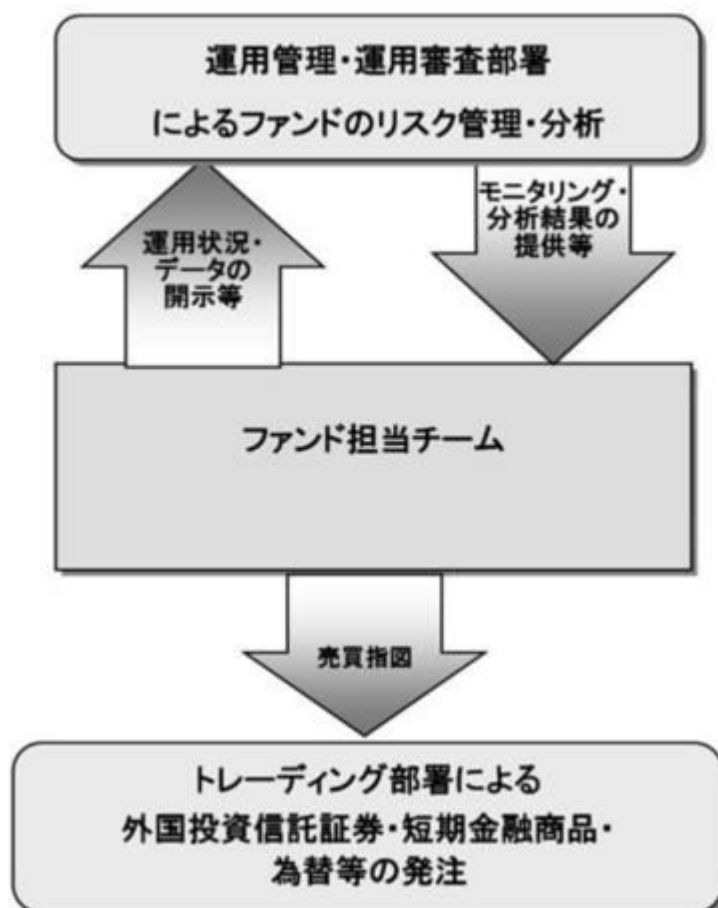 運用管理・運用審査部署
によるファンドのリスク管理・分析
運用状況・
データの
開示等
モニタリング・
分析結果の
提供等
ファンド担当チーム
売買指図
トレーディング部署による
外国投資信託証券・短期金融商品・
為替等の発注